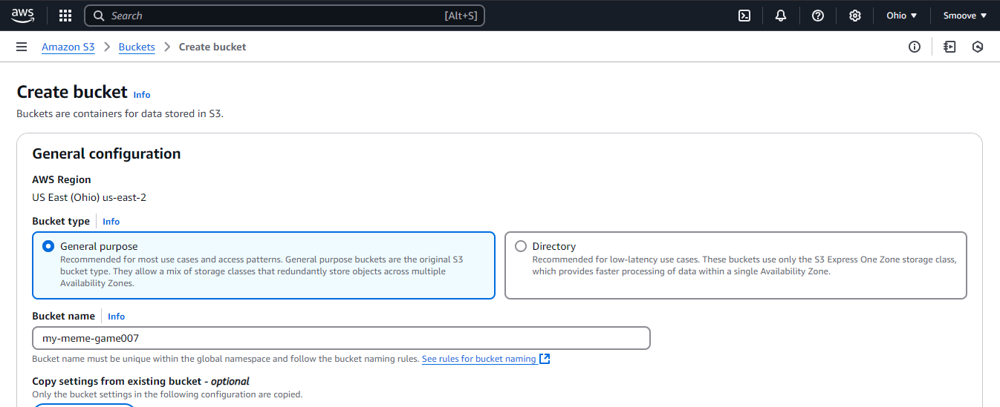 aws Search [Alt+S] Ohio Smoove
Amazon S3 Buckets Create bucket
Create bucket Info
Buckets are containers for data stored in S3.
General configuration
AWS Region
US East (Ohio) us-east-2
Bucket type Info
General purpose
Recommended for most use cases and access patterns. General purpose buckets are the original S3
bucket type. They allow a mix of storage classes that redundantly store objects across multiple
Availability Zones.
Directory
Recommended for low-latency use cases. These buckets use only the S3 Express One Zone storage class,
which provides faster processing of data within a single Availability Zone.
Bucket name Info
my-meme-game007
Bucket name must be unique within the global namespace and follow the bucket naming rules. See rules for bucket naming
Copy settings from existing bucket - optional
Only the bucket settings in the following configuration are copied.